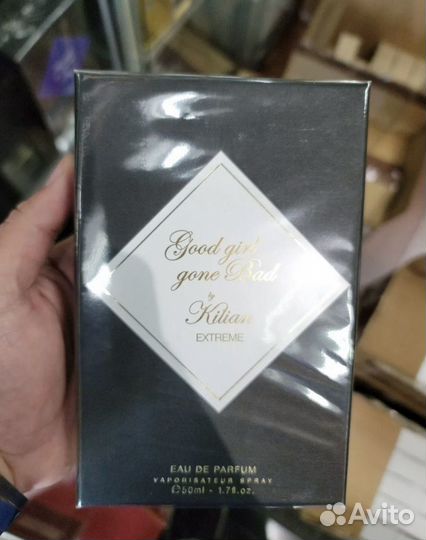 Good girl
gone Bad
by
Kilian
EXTREME
EAU DE PARFUM
VAPORISATEUR SPRAY
℮50ml - 1.7fl.oz.
Avito